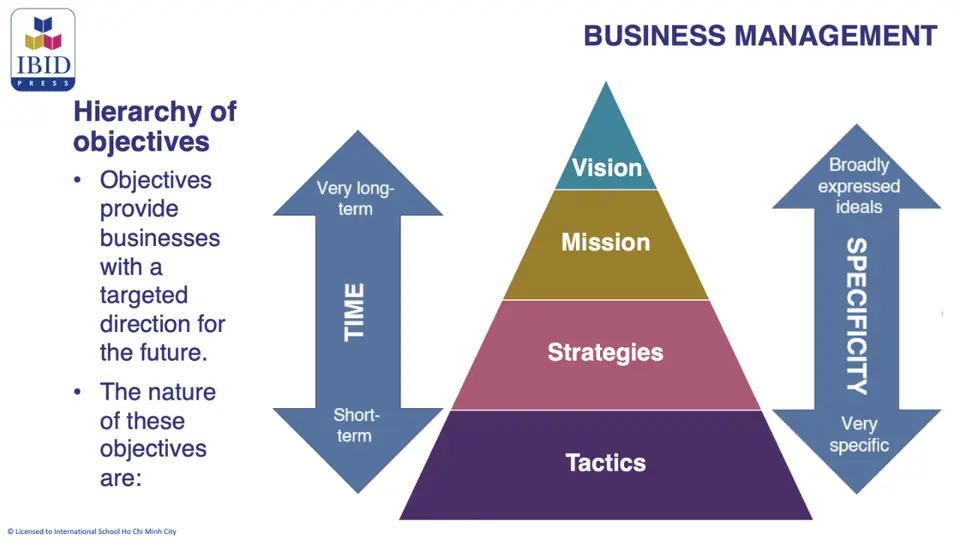 IBID
PRESS
BUSINESS MANAGEMENT
Hierarchy of
objectives
• Objectives
provide
businesses
with a
targeted
direction for
the future.
• The nature
of these
objectives
are:
Very long-
term
TIME
Short-
term
Vision
Mission
Strategies
Tactics
Broadly
expressed
ideals
SPECIFICITY
Very
specific
© Licensed to International School Ho Chi Minh City